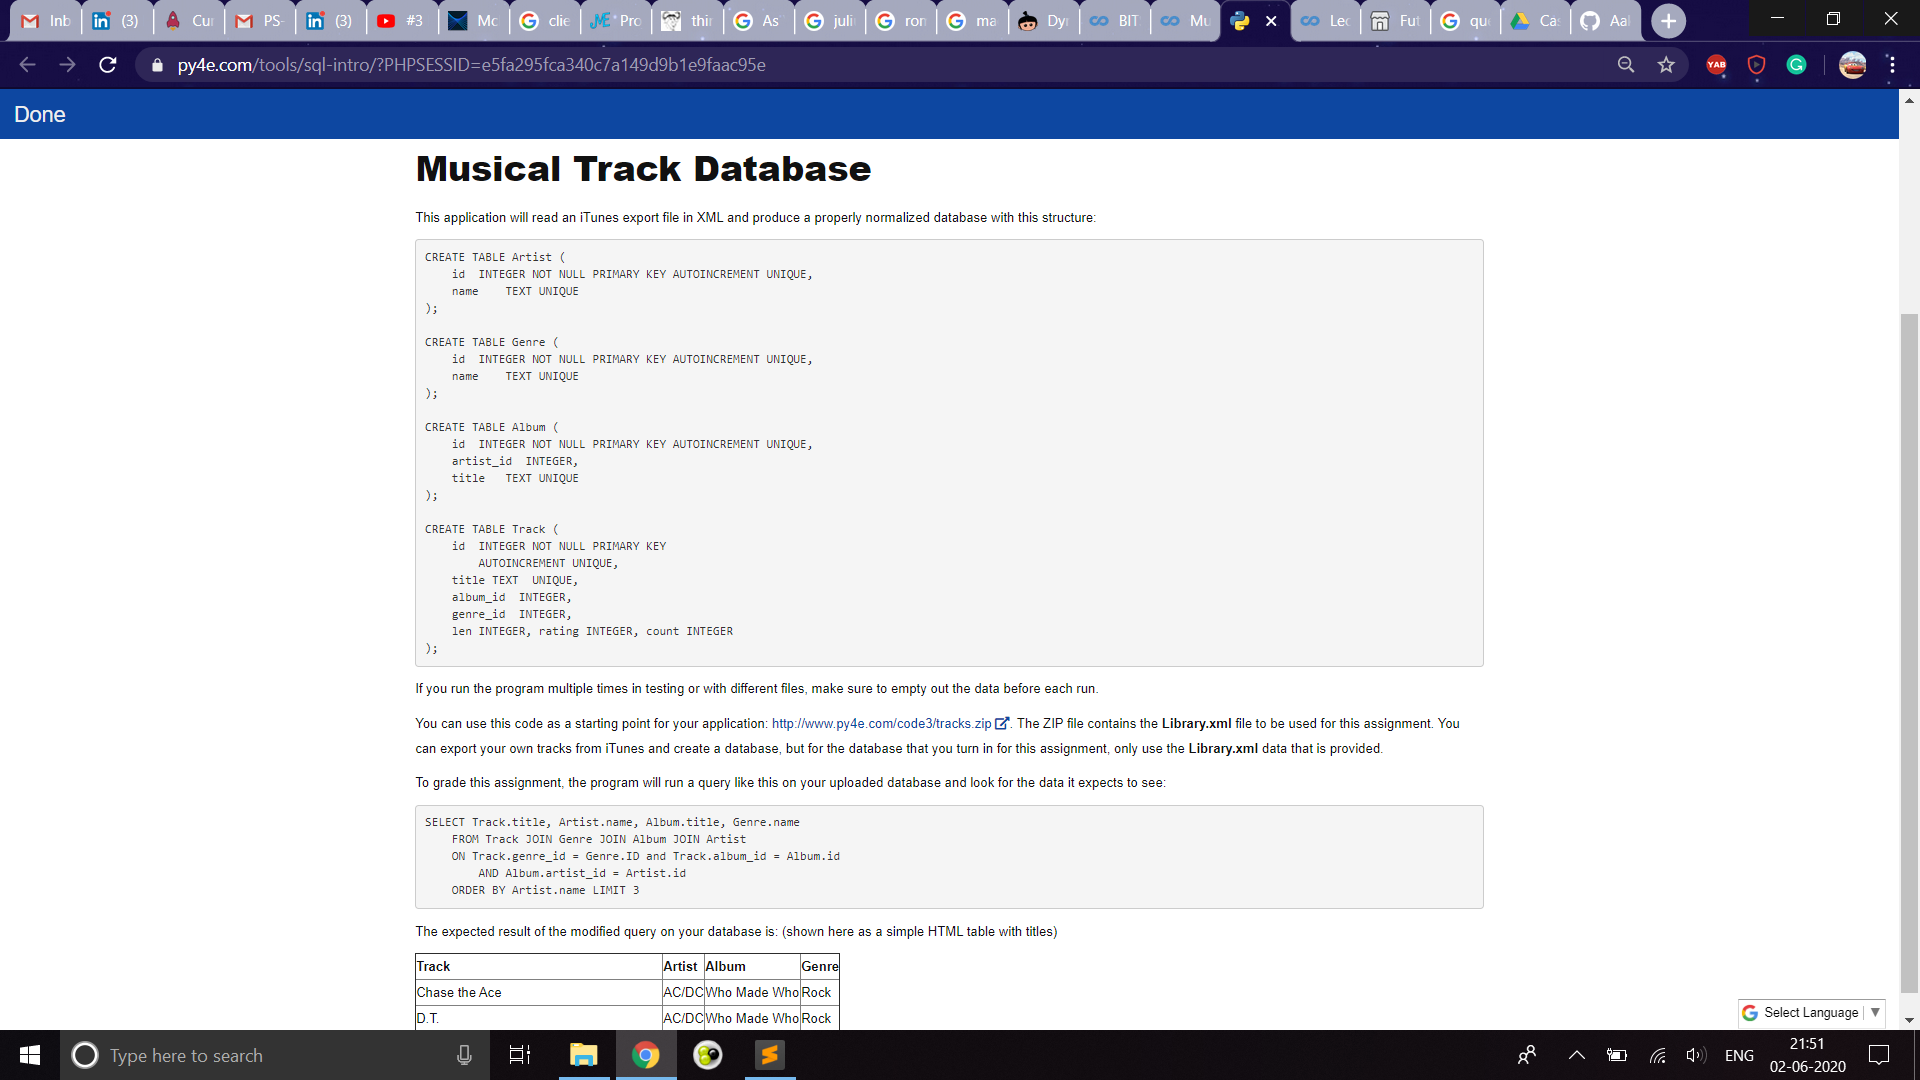 Inb
(3)
Cur
PS-
(3)
#3
Mc
clie
Pro
thir
As
juli
ror
ma
Dyr
BIT
Mu
Lec
Fut
qu
Cas
Aal
py4e.com/tools/sql-intro/?PHPSESSID=e5fa295fca340c7a149d9b1e9faac95e
YAB
Done
Musical Track Database
This application will read an iTunes export file in XML and produce a properly normalized database with this structure:
CREATE TABLE Artist (
id  INTEGER NOT NULL PRIMARY KEY AUTOINCREMENT UNIQUE,
name    TEXT UNIQUE
);
CREATE TABLE Genre (
id  INTEGER NOT NULL PRIMARY KEY AUTOINCREMENT UNIQUE,
name    TEXT UNIQUE
);
CREATE TABLE Album (
id  INTEGER NOT NULL PRIMARY KEY AUTOINCREMENT UNIQUE,
artist_id  INTEGER,
title   TEXT UNIQUE
);
CREATE TABLE Track (
id  INTEGER NOT NULL PRIMARY KEY
AUTOINCREMENT UNIQUE,
title TEXT  UNIQUE,
album_id  INTEGER,
genre_id  INTEGER,
len INTEGER, rating INTEGER, count INTEGER
);
If you run the program multiple times in testing or with different files, make sure to empty out the data before each run.
You can use this code as a starting point for your application: http://www.py4e.com/code3/tracks.zip. The ZIP file contains the Library.xml file to be used for this assignment. You
can export your own tracks from iTunes and create a database, but for the database that you turn in for this assignment, only use the Library.xml data that is provided.
To grade this assignment, the program will run a query like this on your uploaded database and look for the data it expects to see:
SELECT Track.title, Artist.name, Album.title, Genre.name
FROM Track JOIN Genre JOIN Album JOIN Artist
ON Track.genre_id = Genre.ID and Track.album_id = Album.id
AND Album.artist_id = Artist.id
ORDER BY Artist.name LIMIT 3
The expected result of the modified query on your database is: (shown here as a simple HTML table with titles)
Track Artist Album Genre
Chase the Ace AC/DC Who Made Who Rock
D.T. AC/DC Who Made Who Rock
Select Language
Type here to search
ENG
21:51
02-06-2020